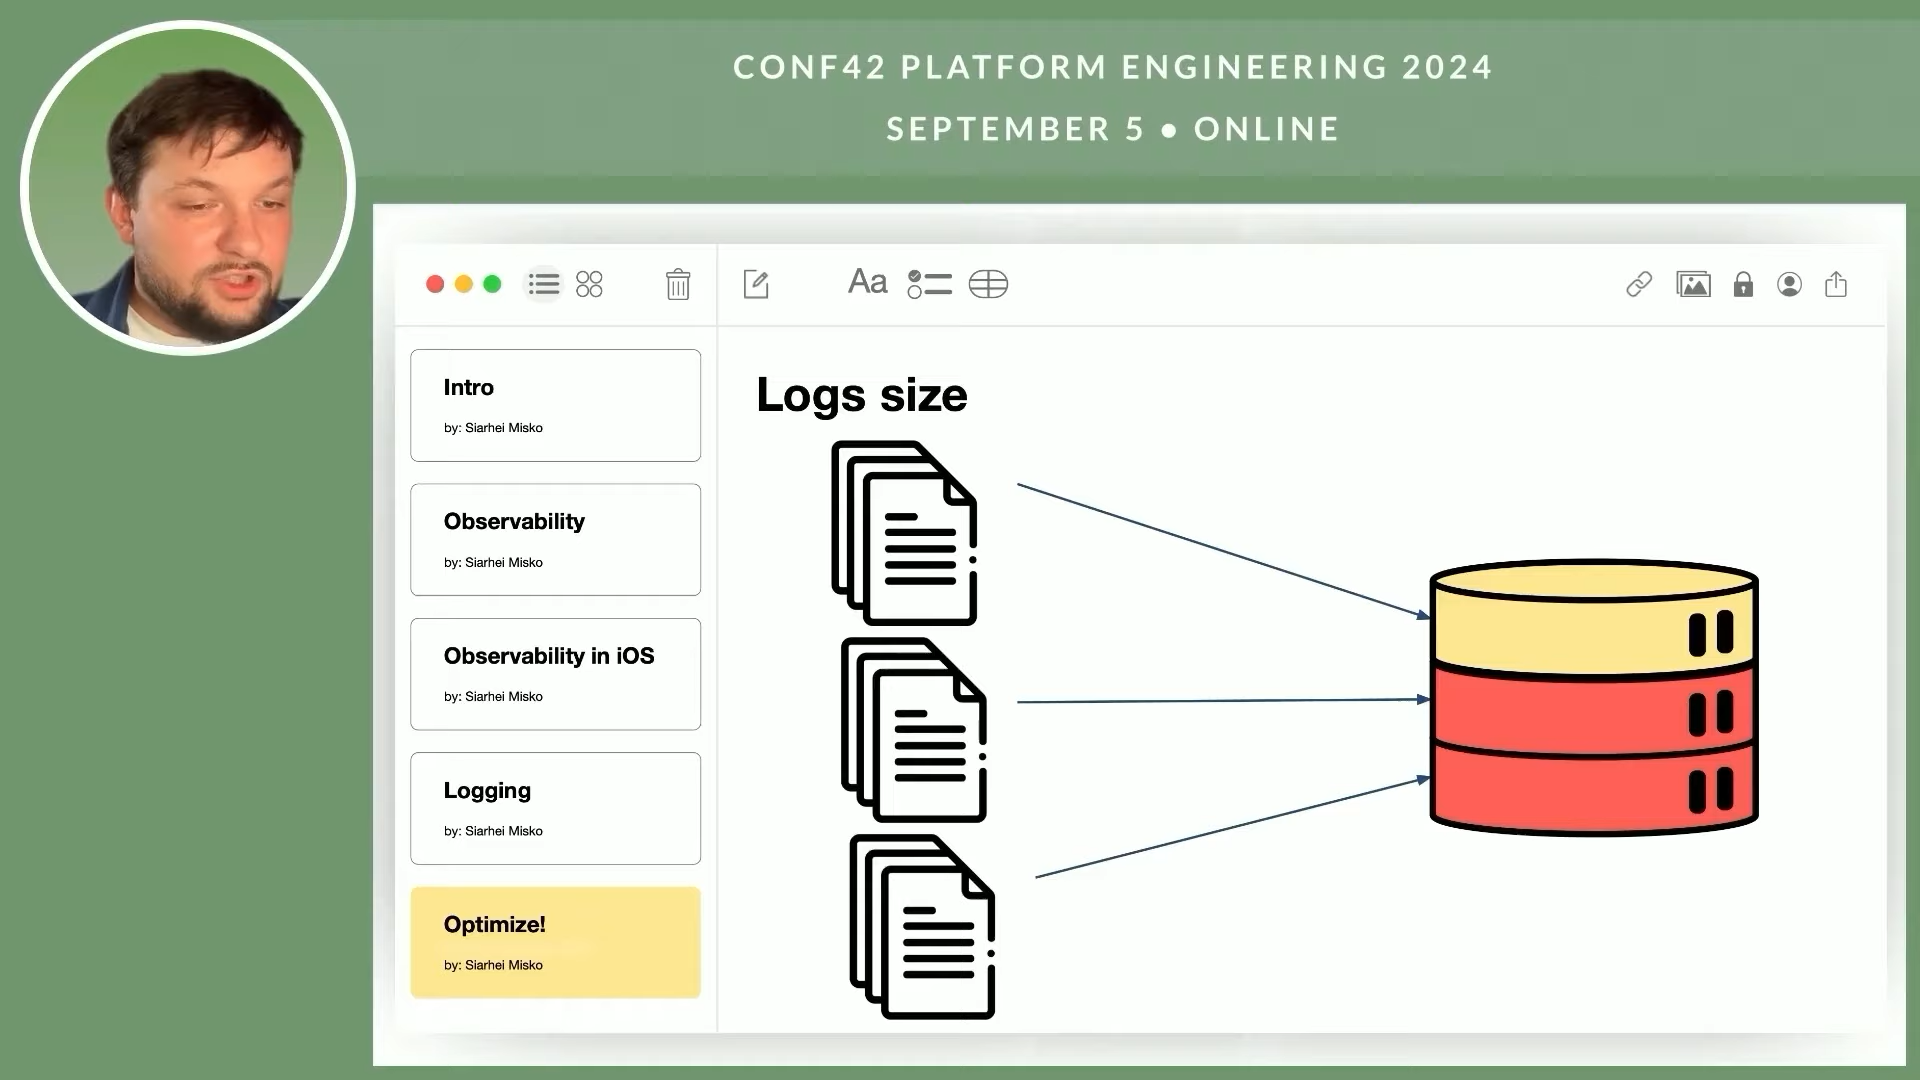 CONF42 PLATFORM ENGINEERING 2024
SEPTEMBER 5 • ONLINE
Aa
Intro
by: Siarhei Misko
Observability
by: Siarhei Misko
Observability in iOS
by: Siarhei Misko
Logging
by: Siarhei Misko
Optimize!
by: Siarhei Misko
Logs size